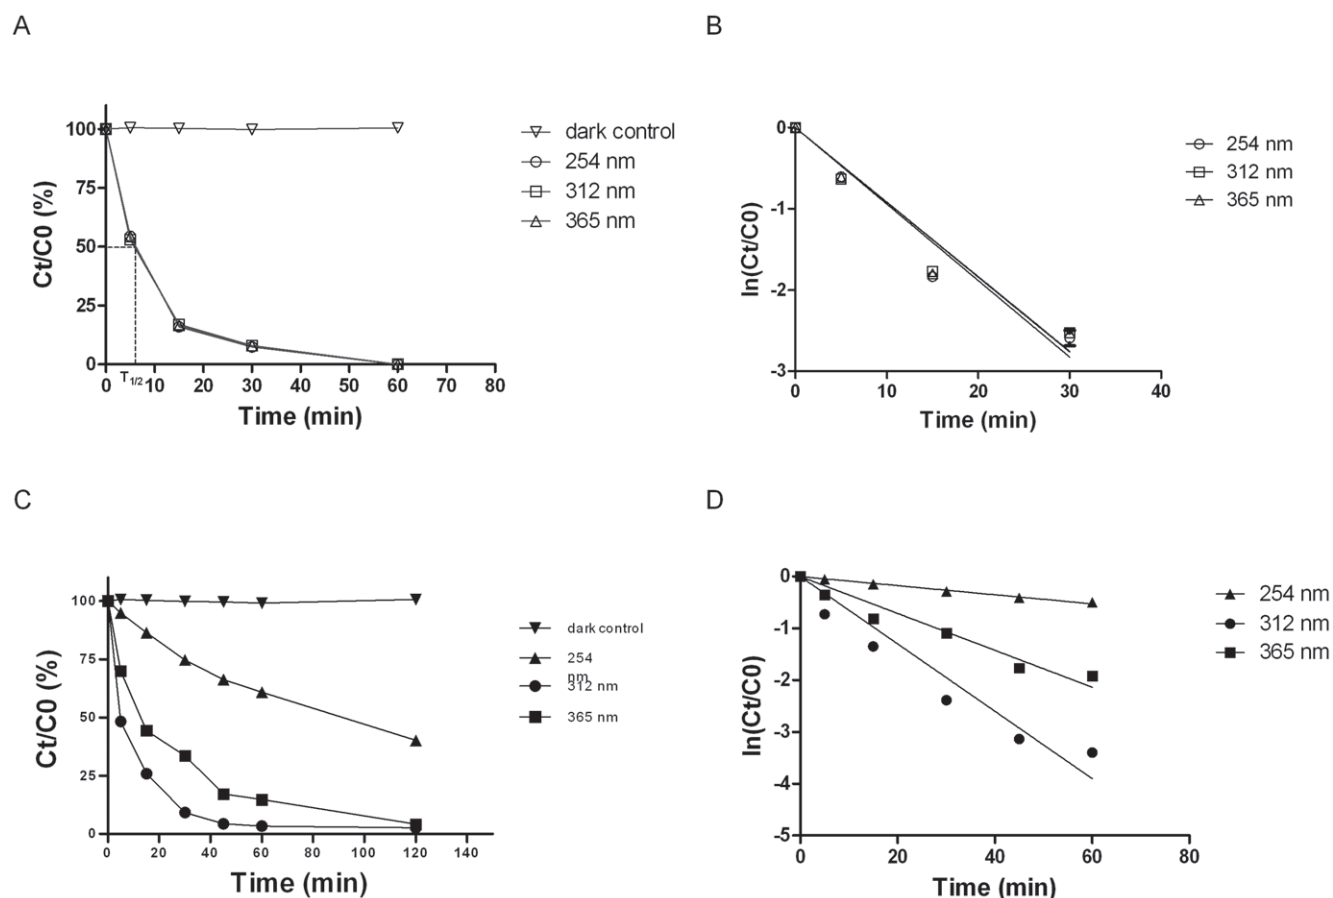 A
Ct/C0 (%)
100
75
50
25
0
0 T1/2 10 20 30 40 50 60 70 80
Time (min)
dark control
254 nm
312 nm
365 nm
B
ln(Ct/C0)
0
-1
-2
-3
0 10 20 30 40
Time (min)
254 nm
312 nm
365 nm
C
Ct/C0 (%)
100
75
50
25
0
0 20 40 60 80 100 120 140
Time (min)
dark control
254
nm
312 nm
365 nm
D
ln(Ct/C0)
0
-1
-2
-3
-4
-5
0 20 40 60 80
Time (min)
254 nm
312 nm
365 nm